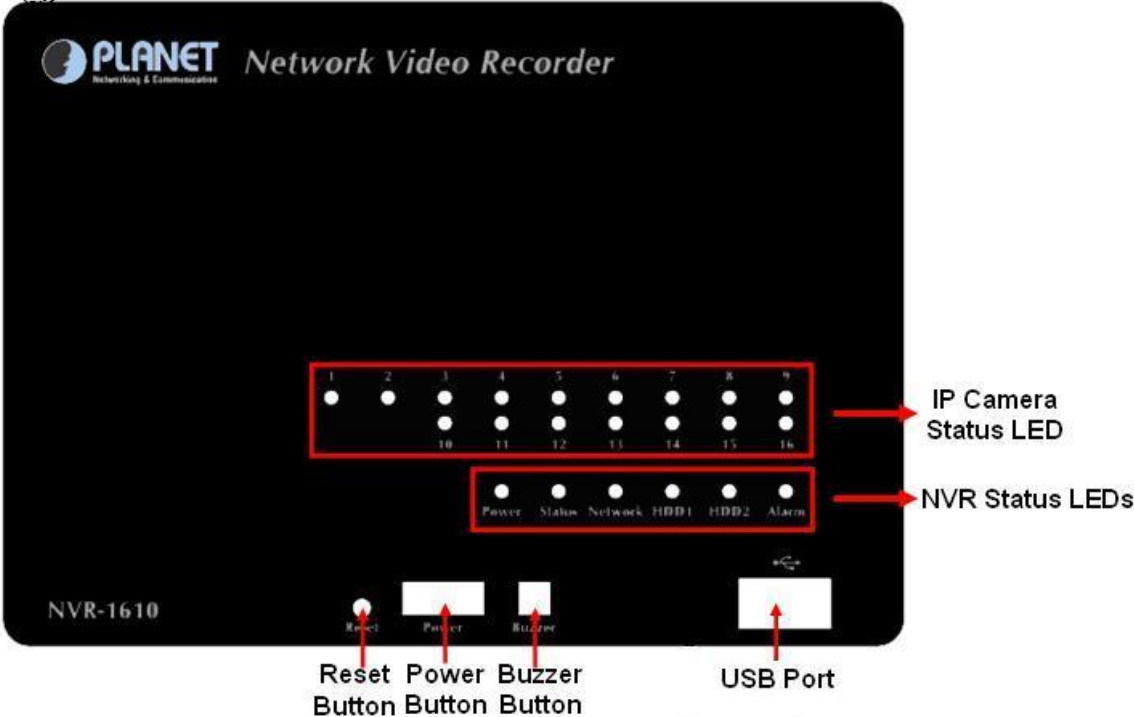 PLANET
Networking & Communication
Network Video Recorder
1 2 3 4 5 6 7 8 9
10 11 12 13 14 15 16
IP Camera
Status LED
Power Status Network HDD1 HDD2 Alarm
NVR Status LEDs
NVR-1610
Reset Power Buzzer
Reset
Button
Power
Button
Buzzer
Button
USB Port